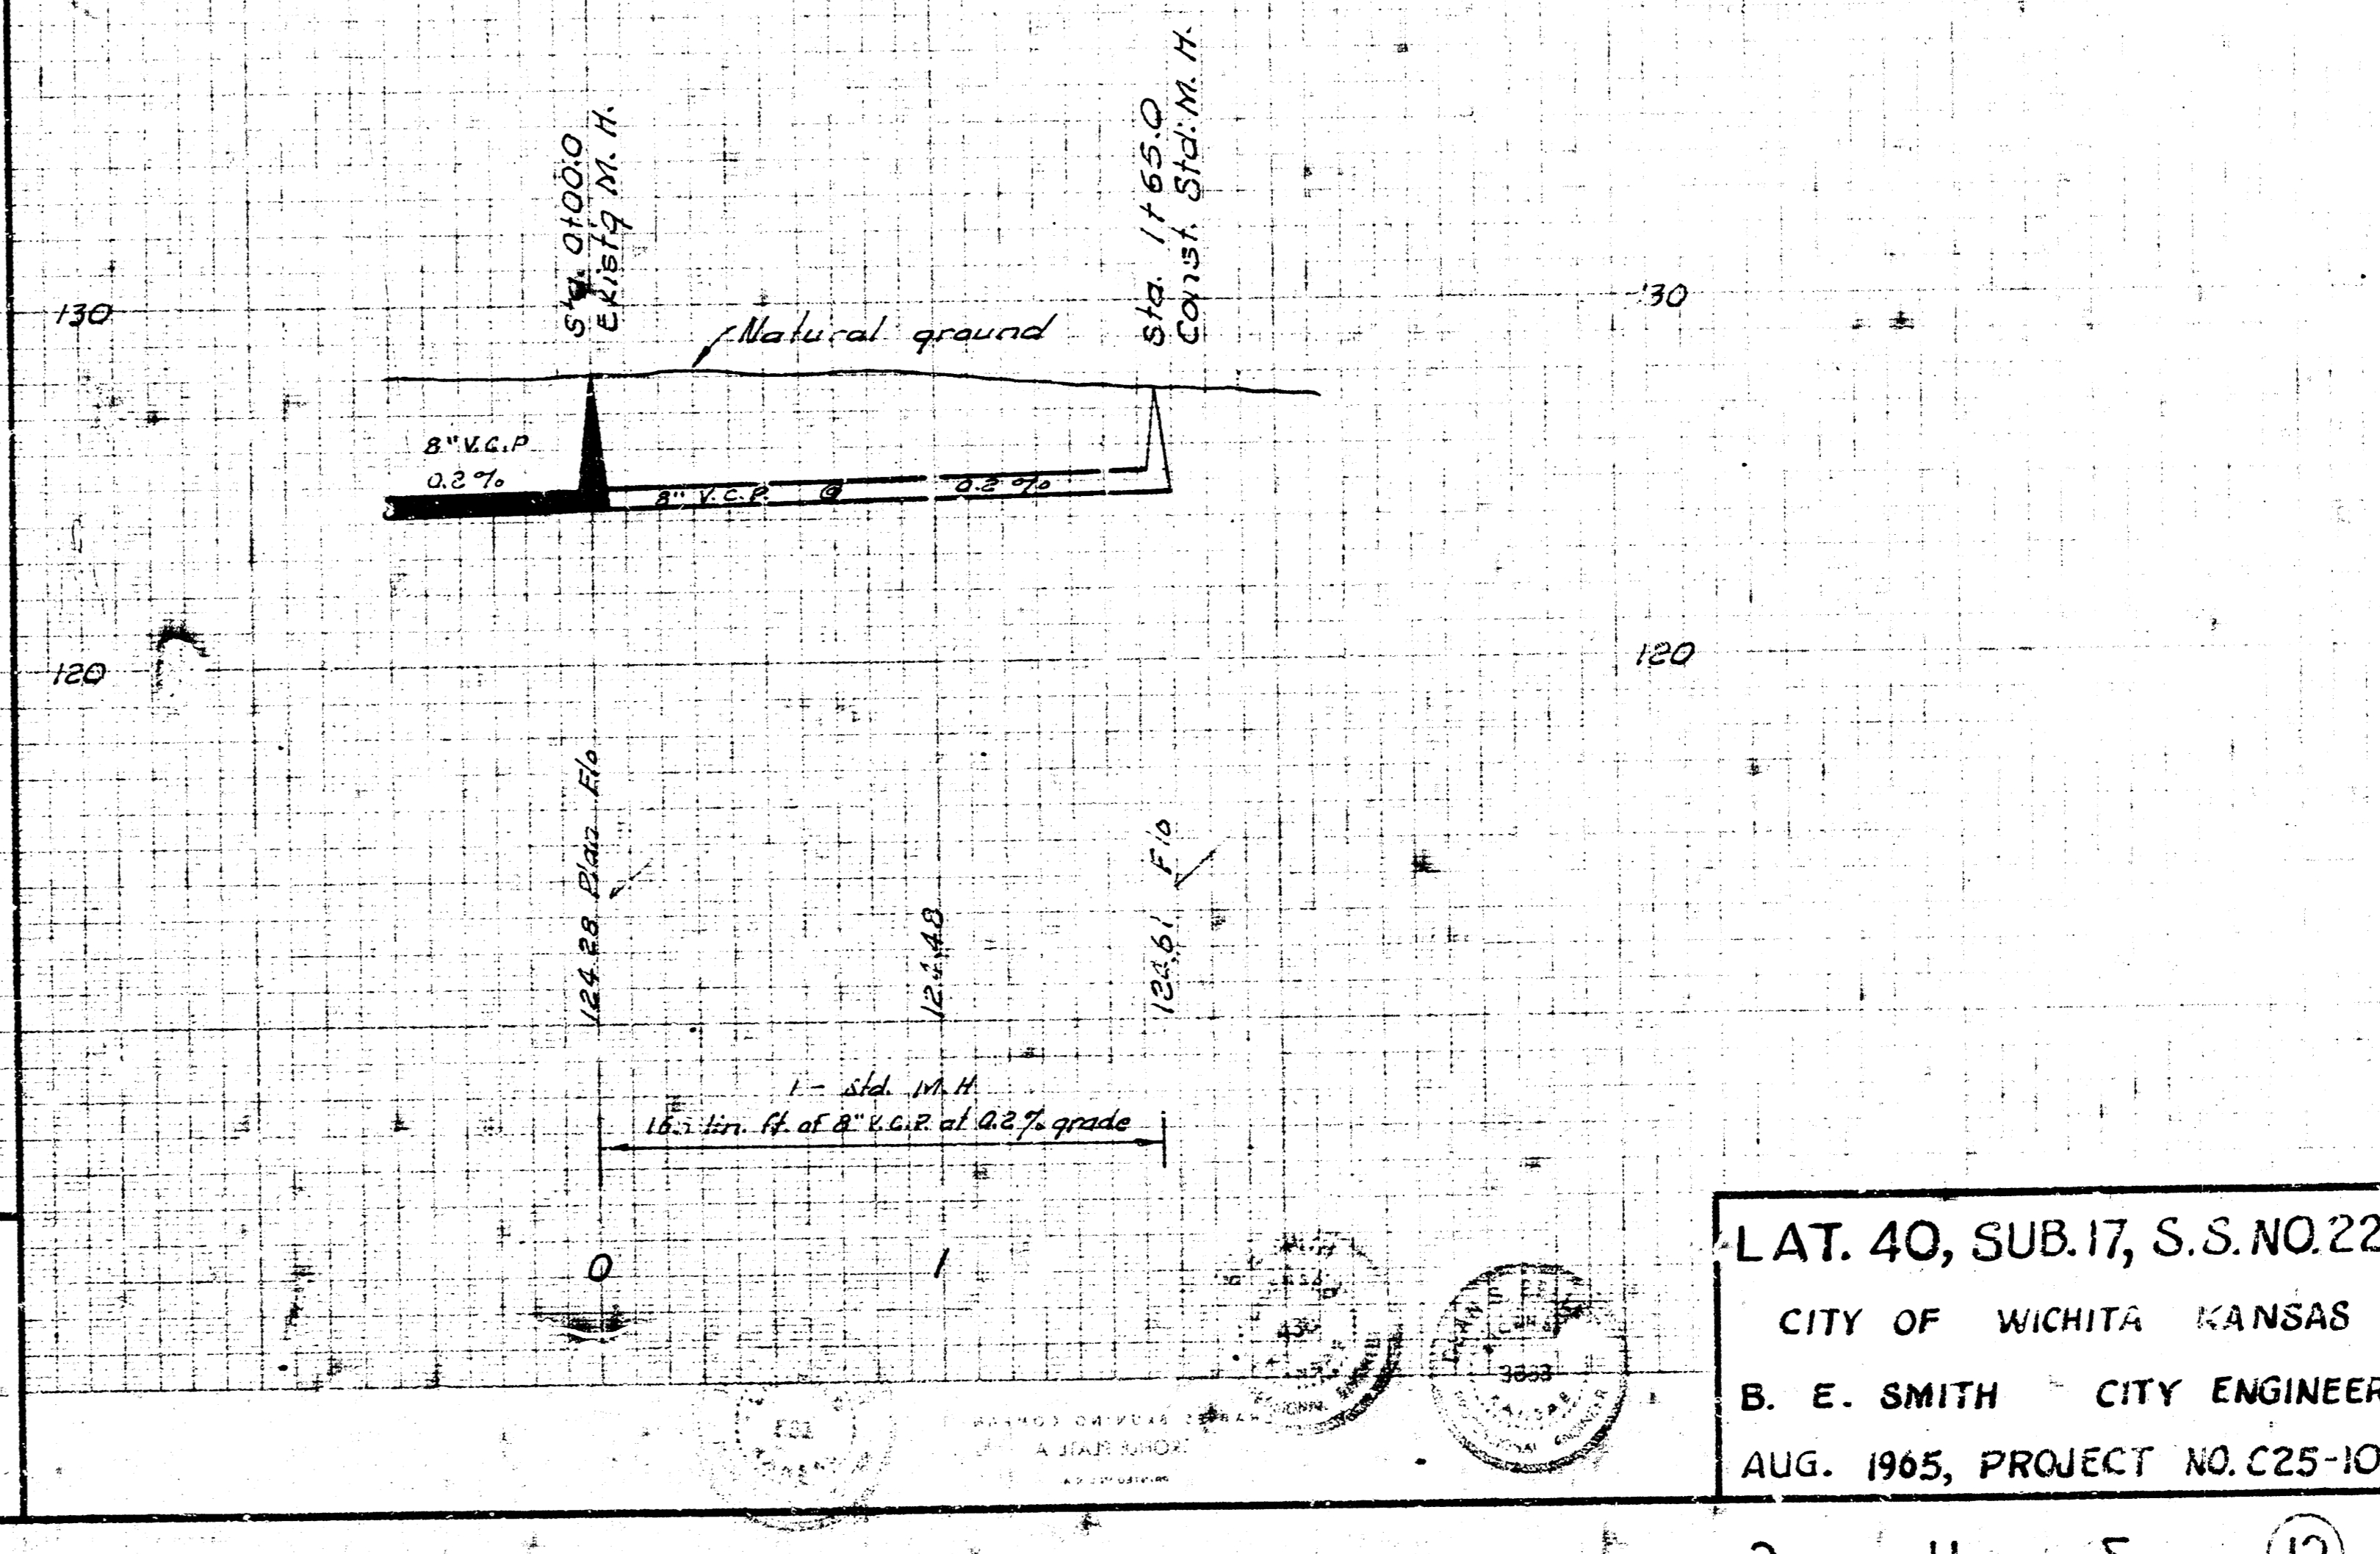 Sta. 0+00.0
Exist'g M. H.
Sta. 1+65.0
Const. Std. M. H.
130
130
Natural ground
8" V.C.P
0.2 %
8" V.C.P. @ 0.2 %
120
120
124.28 Plan Flo
124.48
124.61 Flo
1 - Std. M.H
lin. ft. of 8" V.C.P. at 0.2 % grade
0
1
3853
LAT. 40, SUB. 17, S.S. NO. 22
CITY OF WICHITA KANSAS
B. E. SMITH CITY ENGINEER
AUG. 1965, PROJECT NO. C25-10